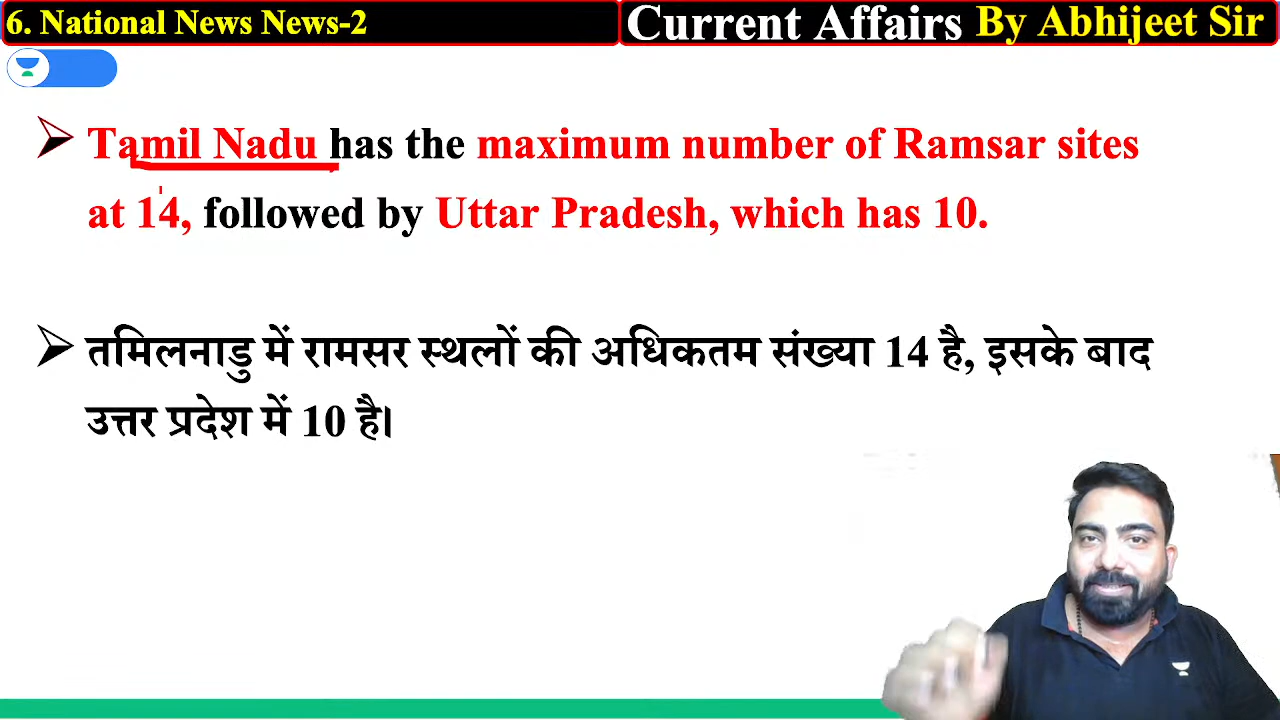 6. National News News-2
Current Affairs By Abhijeet Sir
Tamil Nadu has the maximum number of Ramsar sites
at 14, followed by Uttar Pradesh, which has 10.
तमिलनाडु में रामसर स्थलों की अधिकतम संख्या 14 है, इसके बाद
उत्तर प्रदेश में 10 है।